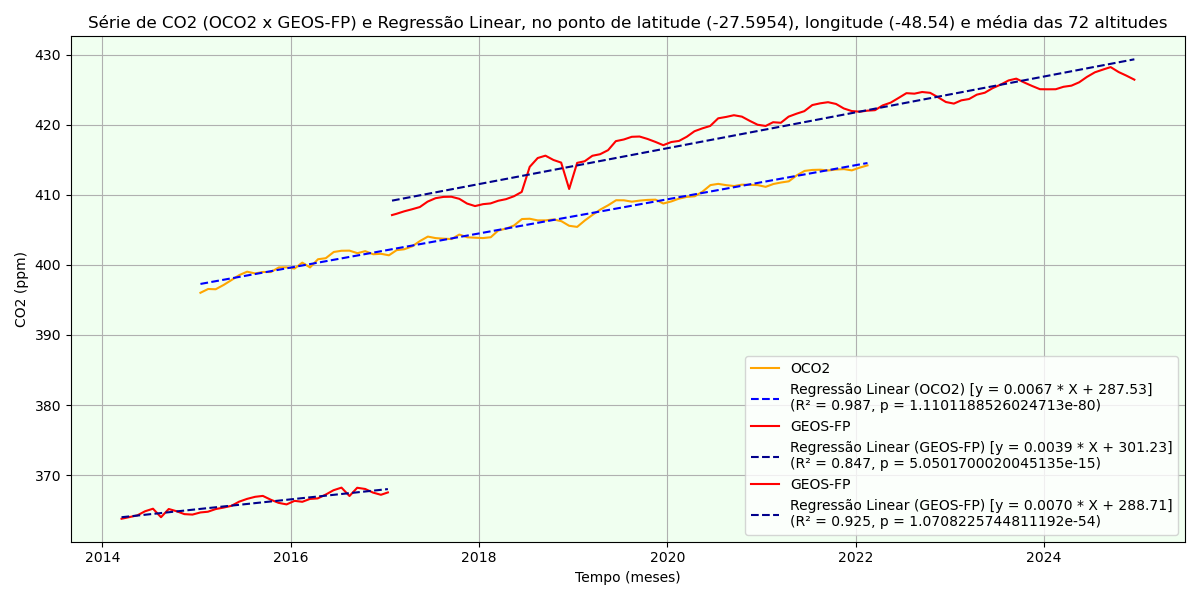 Série de CO2 (OCO2 x GEOS-FP) e Regressão Linear, no ponto de latitude (-27.5954), longitude (-48.54) e média das 72 altitudes
430
420
410
400
390
380
370
CO2 (ppm)
OCO2
Regressão Linear (OCO2) [y = 0.0067 * X + 287.53]
(R² = 0.987, p = 1.1101188526024713e-80)
GEOS-FP
Regressão Linear (GEOS-FP) [y = 0.0039 * X + 301.23]
(R² = 0.847, p = 5.0501700020045135e-15)
GEOS-FP
Regressão Linear (GEOS-FP) [y = 0.0070 * X + 288.71]
(R² = 0.925, p = 1.0708225744811192e-54)
2014 2016 2018 2020 2022 2024
Tempo (meses)